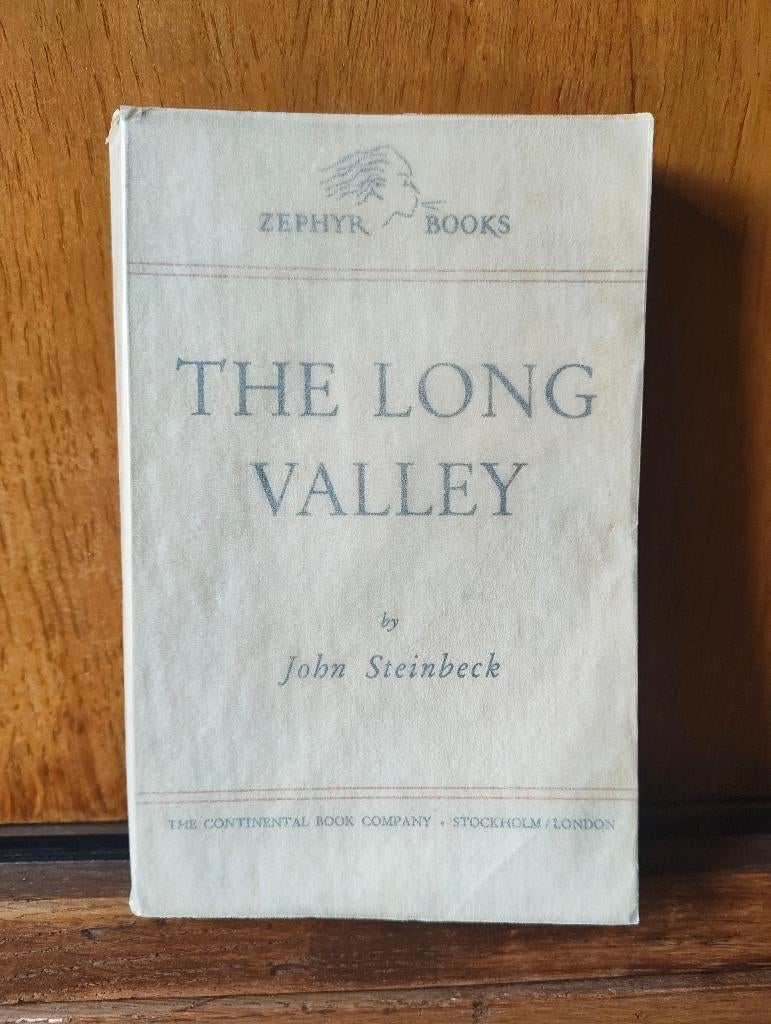 ZEPHYR BOOKS
THE LONG
VALLEY
by
John Steinbeck
THE CONTINENTAL BOOK COMPANY • STOCKHOLM / LONDON